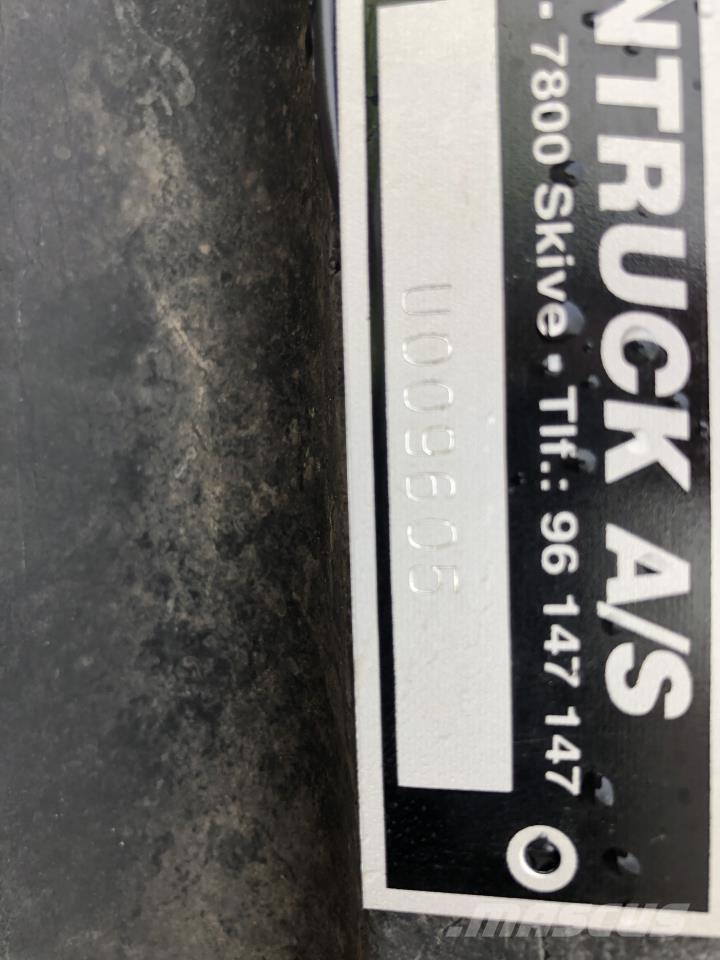 NTRUCK A/S
- 7800 Skive • Tlf.: 96 147 147
U009605
MASCUS